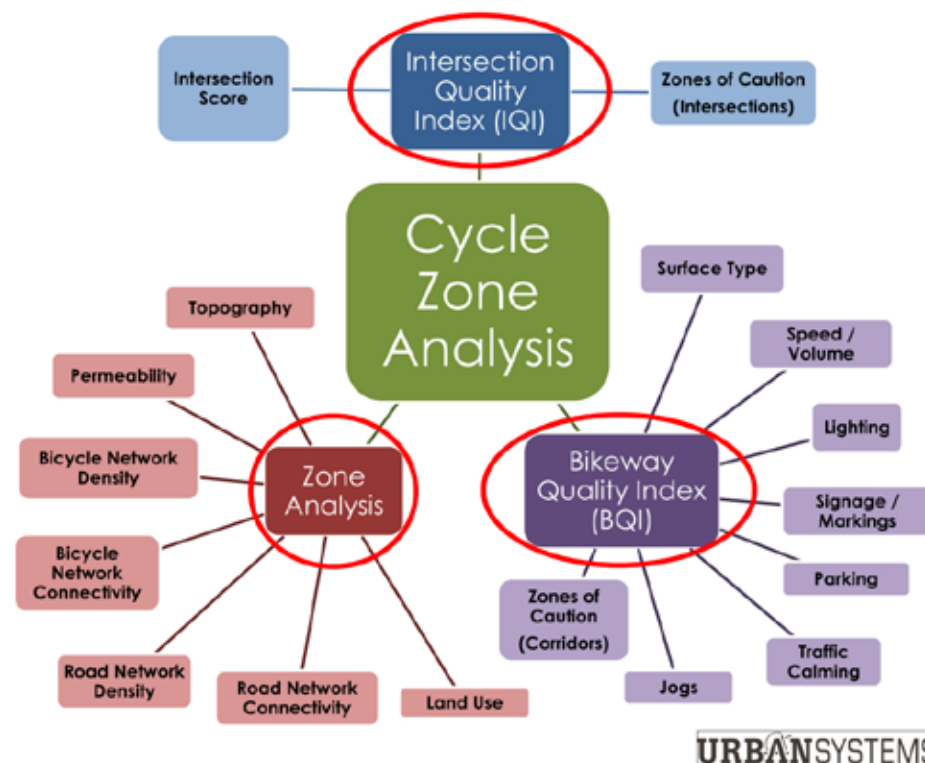 Intersection
Score
Intersection
Quality
Index (IQI)
Zones of Caution
(Intersections)
Cycle
Zone
Analysis
Surface Type
Topography
Speed /
Volume
Permeability
Lighting
Bicycle Network
Density
Zone
Analysis
Bikeway
Quality Index
(BQI)
Signage /
Markings
Bicycle
Network
Connectivity
Parking
Zones of
Caution
(Corridors)
Traffic
Calming
Road Network
Density
Road Network
Connectivity
Land Use
Jogs
URBANSYSTEMS